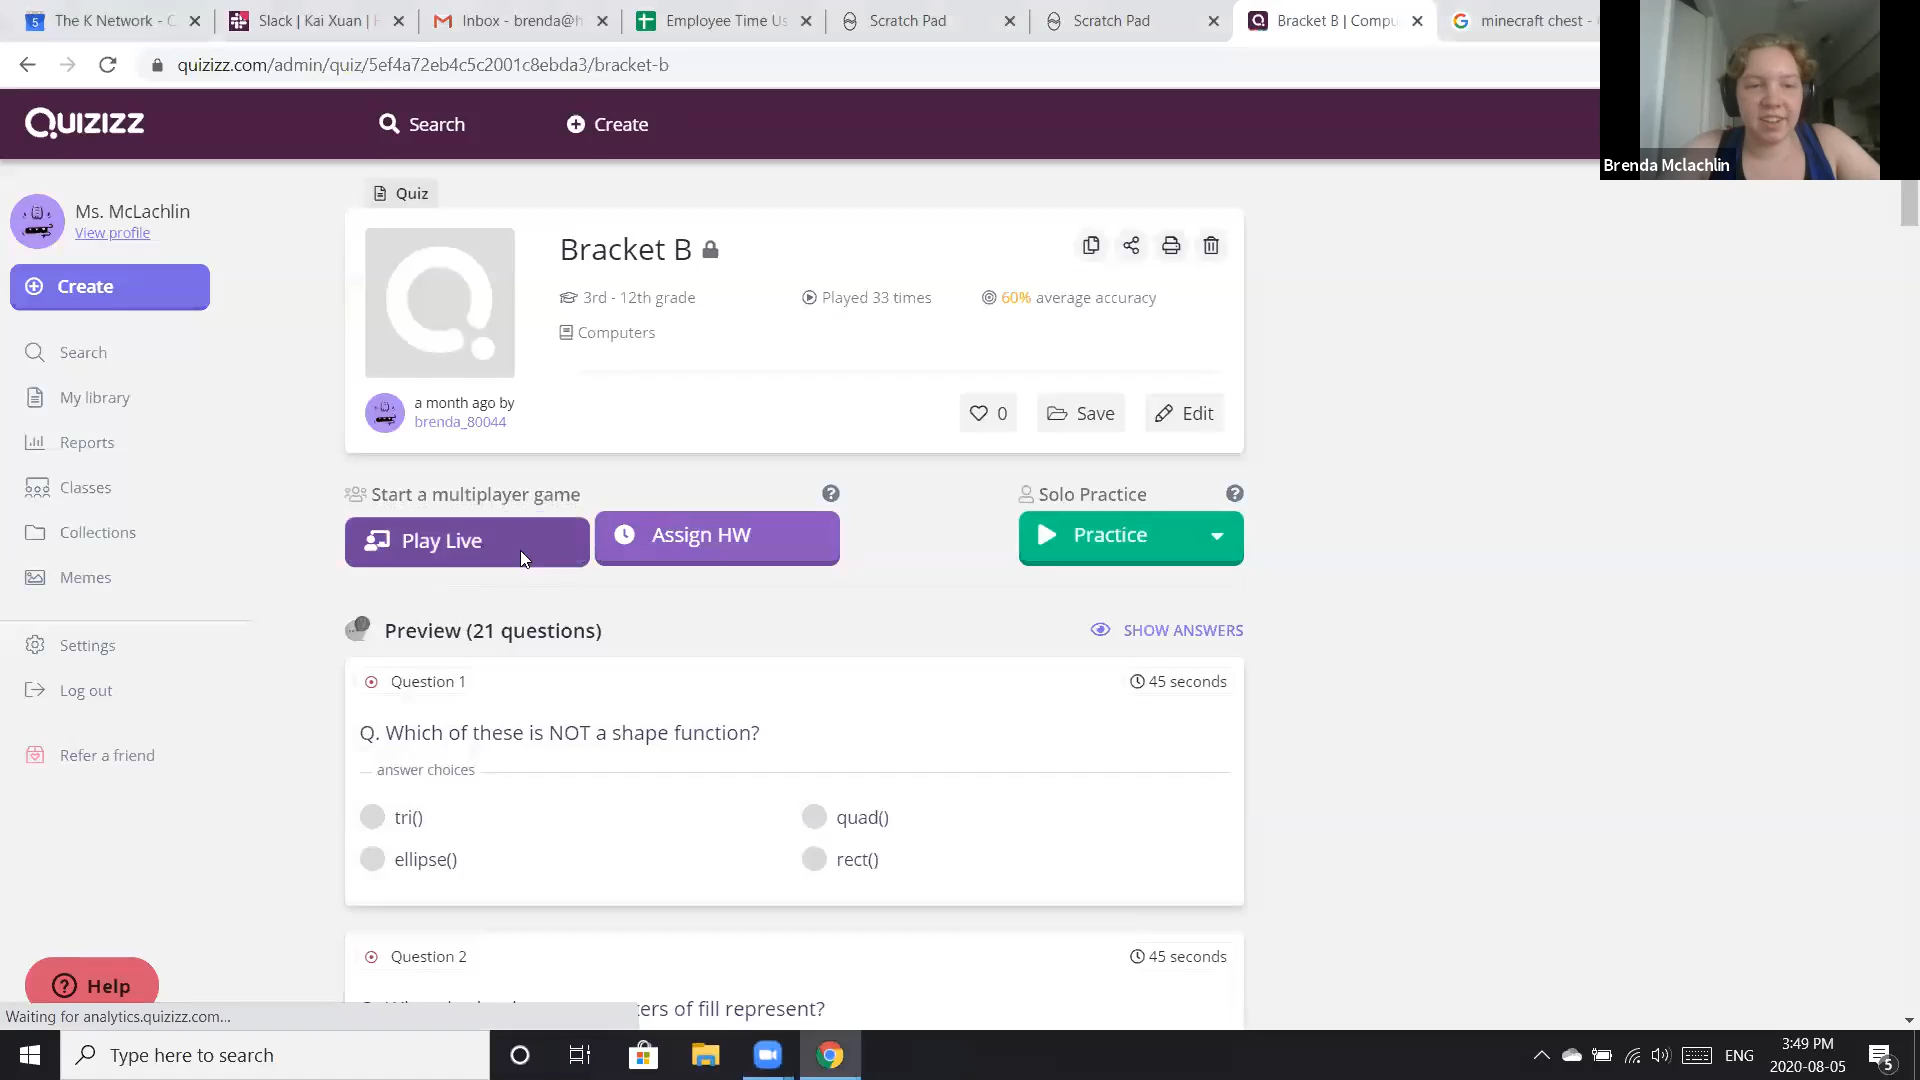 The K Network - C
Slack | Kai Xuan |
Inbox - brenda@h
Employee Time Us
Scratch Pad
Scratch Pad
Bracket B | Compu
minecraft chest -
quizizz.com/admin/quiz/5ef4a72eb4c5c2001c8ebda3/bracket-b
Brenda Mclachlin
Quizizz
Search
Create
Ms. McLachlin
View profile
Create
Search
My library
Reports
Classes
Collections
Memes
Settings
Log out
Refer a friend
Help
Quiz
Bracket B
3rd - 12th grade
Played 33 times
60% average accuracy
Computers
a month ago by
brenda_80044
0
Save
Edit
Start a multiplayer game
Solo Practice
Play Live
Assign HW
Practice
Preview (21 questions)
SHOW ANSWERS
Question 1
45 seconds
Q. Which of these is NOT a shape function?
answer choices
tri()
quad()
ellipse()
rect()
Question 2
45 seconds
of fill represent?
Waiting for analytics.quizizz.com...
Type here to search
ENG
3:49 PM
2020-08-05
5